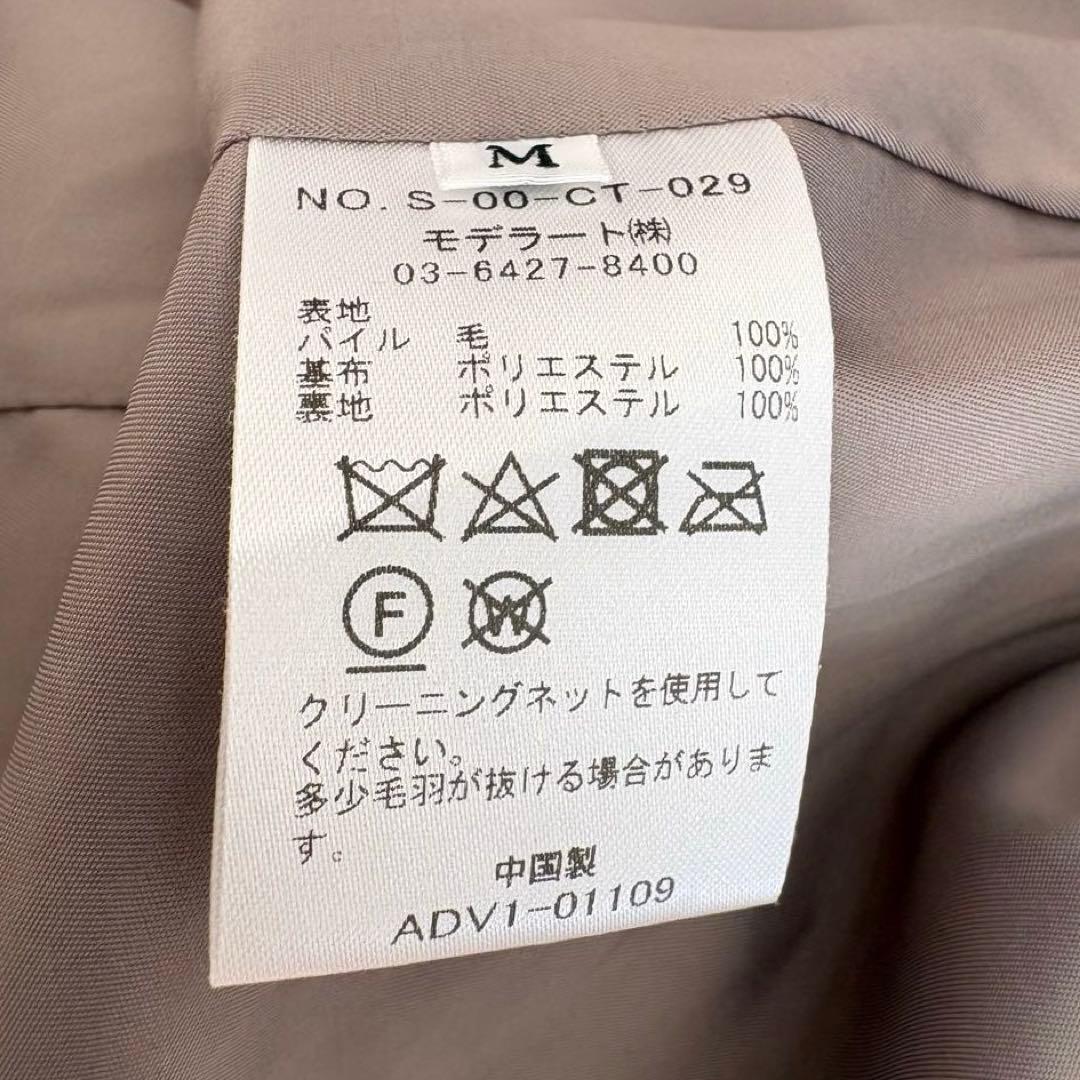 M
NO. S-00-CT-029
モデラート㈱
03-6427-8400
表地
パイル 毛 100%
基布 ポリエステル 100%
裏地 ポリエステル 100%
F W
クリーニングネットを使用して
ください。
多少毛羽が抜ける場合がありま
す。
中国製
ADV1-01109